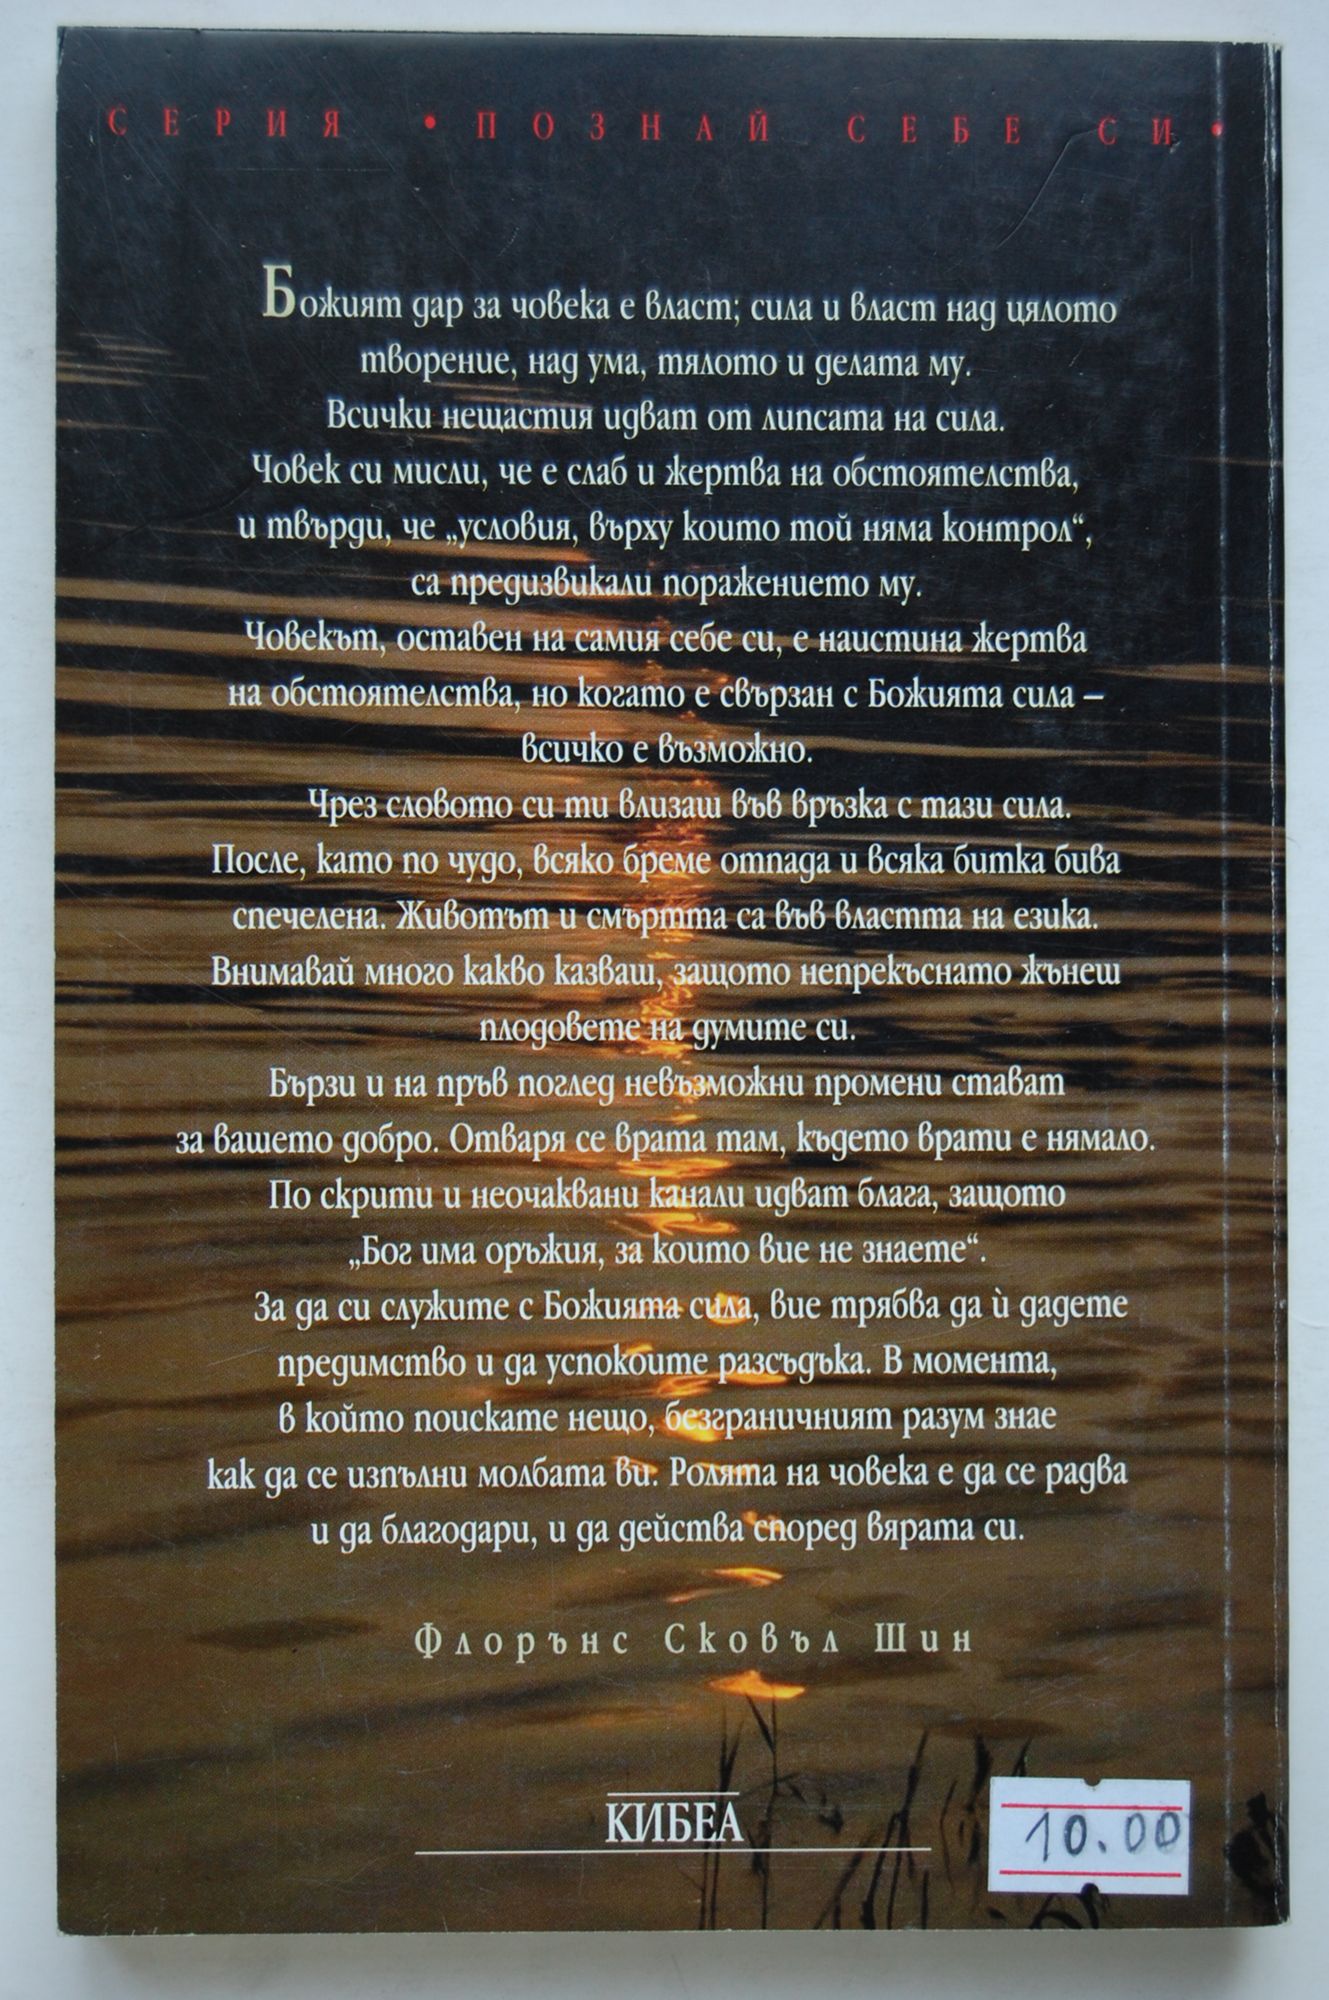 СЕРИЯ • ПОЗНАЙ СЕБЕ СИ •
Божият дар за човека е власт; сила и власт над цялото
творение, над ума, тялото и делата му.
Всички нещастия идват от липсата на сила.
Човек си мисли, че е слаб и жертва на обстоятелства,
и твърди, че „условия, върху които той няма контрол“,
са предизвикали поражението му.
Човекът, оставен на самия себе си, е наистина жертва
на обстоятелства, но когато е свързан с Божията сила –
всичко е възможно.
Чрез словото си ти влизаш във връзка с тази сила.
После, като по чудо, всяко бреме отпада и всяка битка бива
спечелена. Животът и смъртта са във властта на езика.
Внимавай много какво казваш, защото непрекъснато жънеш
плодовете на думите си.
Бързи и на пръв поглед невъзможни промени стават
за вашето добро. Отваря се врата там, където врати е нямало.
По скрити и неочаквани канали идват блага, защото
„Бог има оръжия, за които вие не знаете“.
За да си служите с Божията сила, вие трябва да ѝ дадете
предимство и да успокоите разсъдъка. В момента,
в който поискате нещо, безграничният разум знае
как да се изпълни молбата ви. Ролята на човека е да се радва
и да благодари, и да действа според вярата си.
Флорънс Сковъл Шин
КИБЕА
10.00